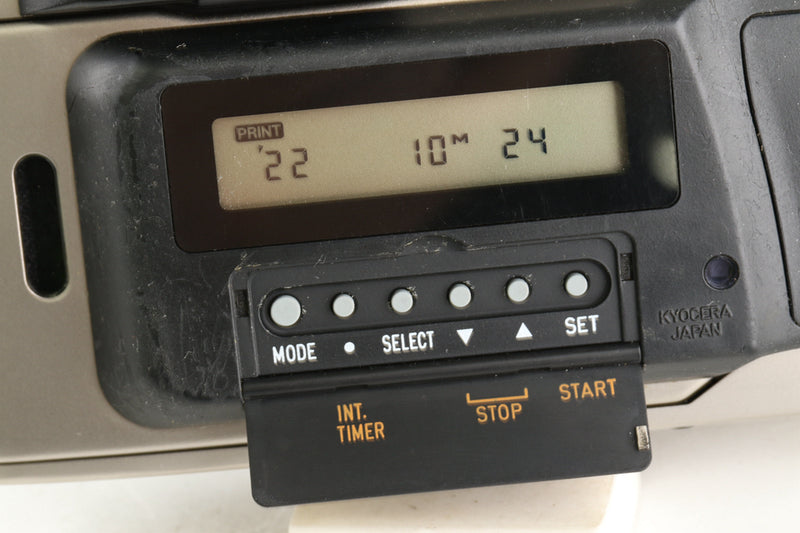 PRINT
'22 10M 24
MODE ● SELECT ▼ ▲ SET
KYOCERA
JAPAN
INT.
TIMER
STOP
START